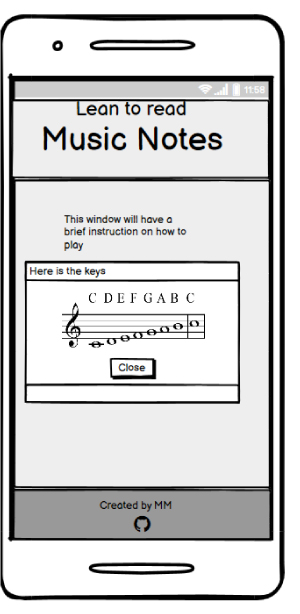 11:58
Lean to read
Music Notes
This window will have a
brief instruction on how to
play
Here is the keys
C D E F G A B C
Close
Created by MM